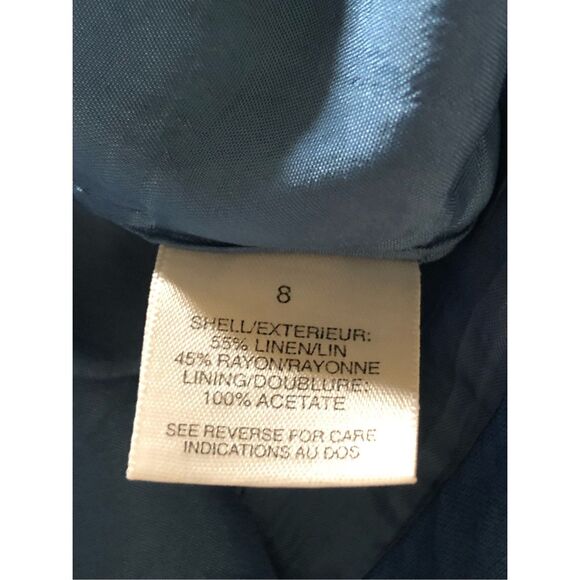 8
SHELL/EXTERIEUR:
55% LINEN/LIN
45% RAYON/RAYONNE
LINING/DOUBLURE:
100% ACETATE
SEE REVERSE FOR CARE
INDICATIONS AU DOS